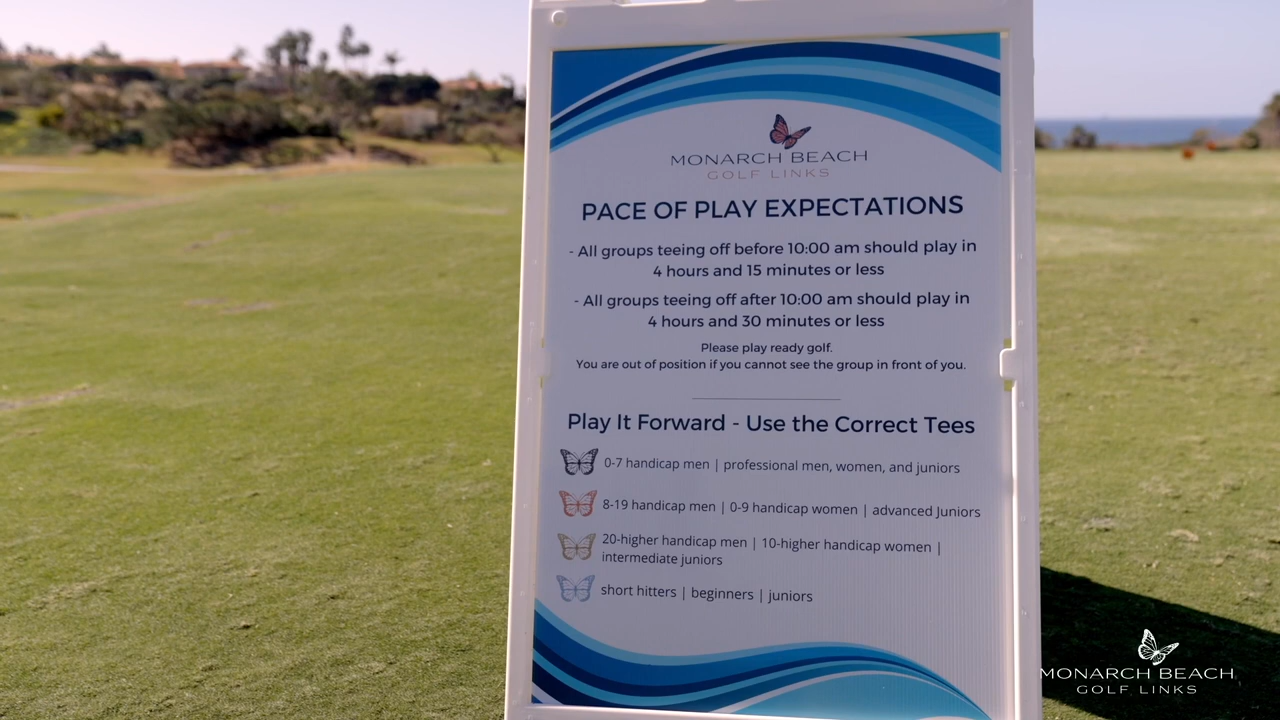 MONARCH BEACH
GOLF LINKS
PACE OF PLAY EXPECTATIONS
- All groups teeing off before 10:00 am should play in
4 hours and 15 minutes or less
- All groups teeing off after 10:00 am should play in
4 hours and 30 minutes or less
Please play ready golf.
You are out of position if you cannot see the group in front of you.
Play It Forward - Use the Correct Tees
0-7 handicap men | professional men, women, and juniors
8-19 handicap men | 0-9 handicap women | advanced Juniors
20-higher handicap men | 10-higher handicap women |
intermediate juniors
short hitters | beginners | juniors
MONARCH BEACH
GOLF LINKS